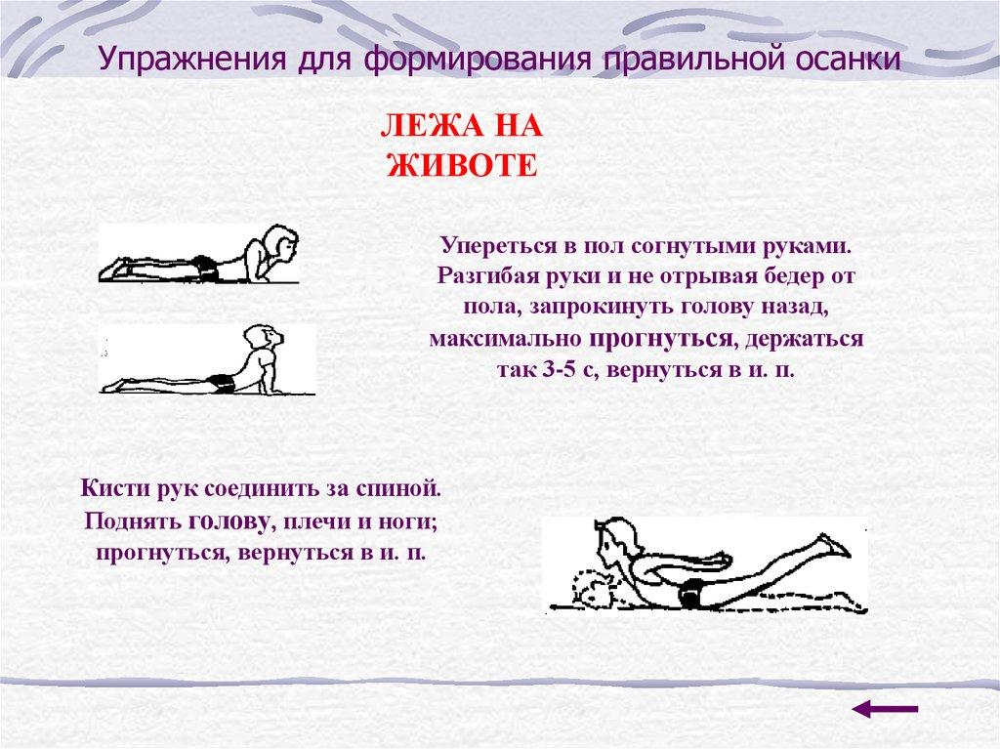 Упражнения для формирования правильной осанки
ЛЕЖА НА
ЖИВОТЕ
Упереться в пол согнутыми руками.
Разгибая руки и не отрывая бедер от
пола, запрокинуть голову назад,
максимально прогнуться, держаться
так 3-5 с, вернуться в и. п.
Кисти рук соединить за спиной.
Поднять голову, плечи и ноги;
прогнуться, вернуться в и. п.